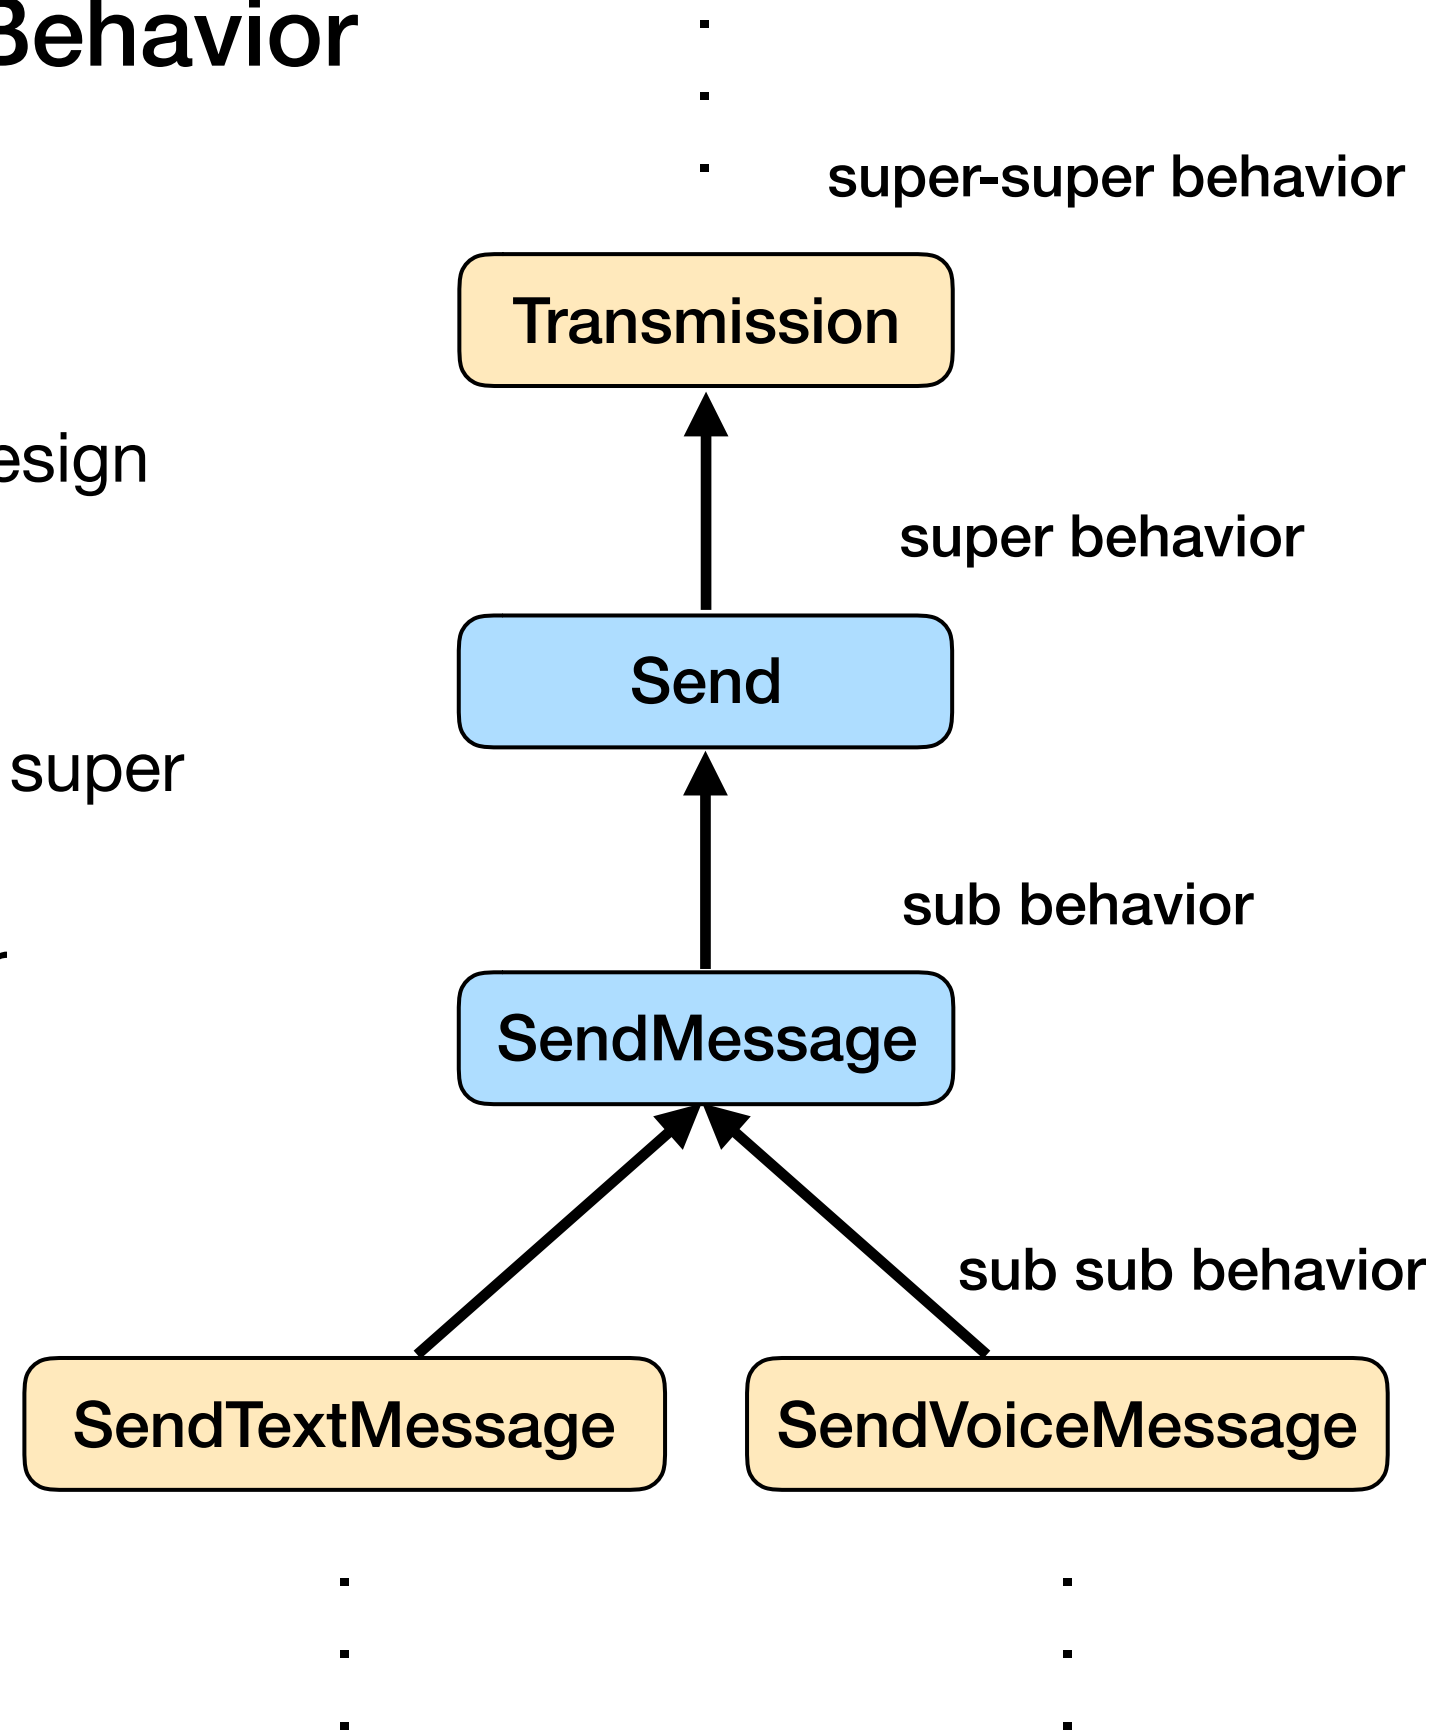 Behavior
super-super behavior
Transmission
esign
super behavior
Send
super
sub behavior
SendMessage
sub sub behavior
SendTextMessage
SendVoiceMessage